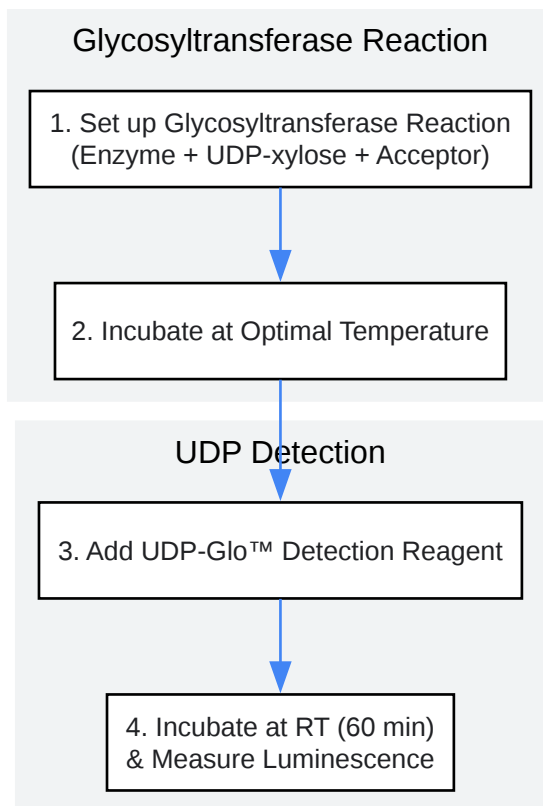 Glycosyltransferase Reaction
1. Set up Glycosyltransferase Reaction
(Enzyme + UDP-xylose + Acceptor)
2. Incubate at Optimal Temperature
UDP Detection
3. Add UDP-Glo™ Detection Reagent
4. Incubate at RT (60 min)
& Measure Luminescence